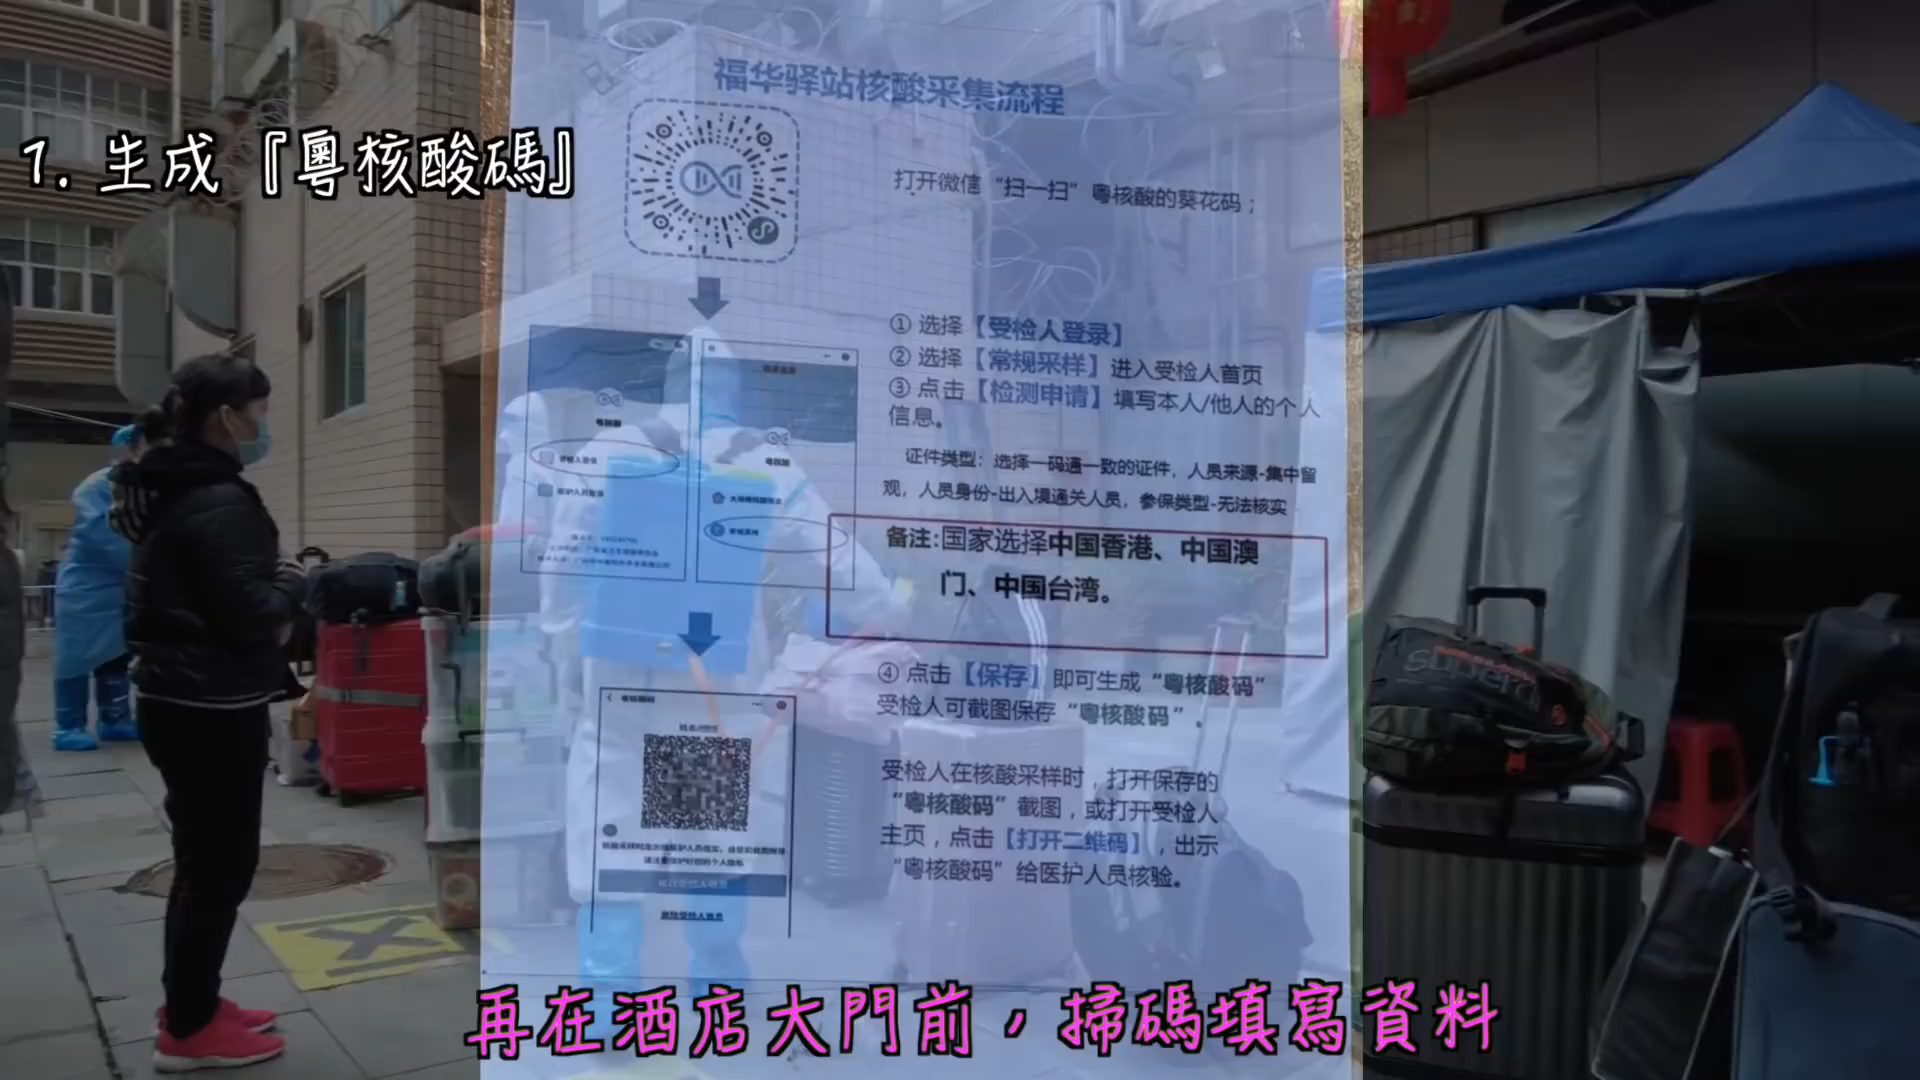 福华驿站核酸采集流程
1. 生成『粵核酸碼』
打开微信“扫一扫”粤核酸的葵花码；
① 选择【受检人登录】
② 选择【常规采样】进入受检人首页
③ 点击【检测申请】填写本人/他人的个人
信息。
证件类型：选择一码通一致的证件，人员来源-集中留
观，人员身份-出入境通关人员，参保类型-无法核实
备注:国家选择中国香港、中国澳
门、中国台湾。
④ 点击【保存】即可生成“粤核酸码”
受检人可截图保存“粤核酸码”。
受检人在核酸采样时，打开保存的
“粤核酸码”截图，或打开受检人
主页，点击【打开二维码】，出示
“粤核酸码”给医护人员核验。
粤核酸
粤核酸
再在酒店大門前，掃碼填寫資料